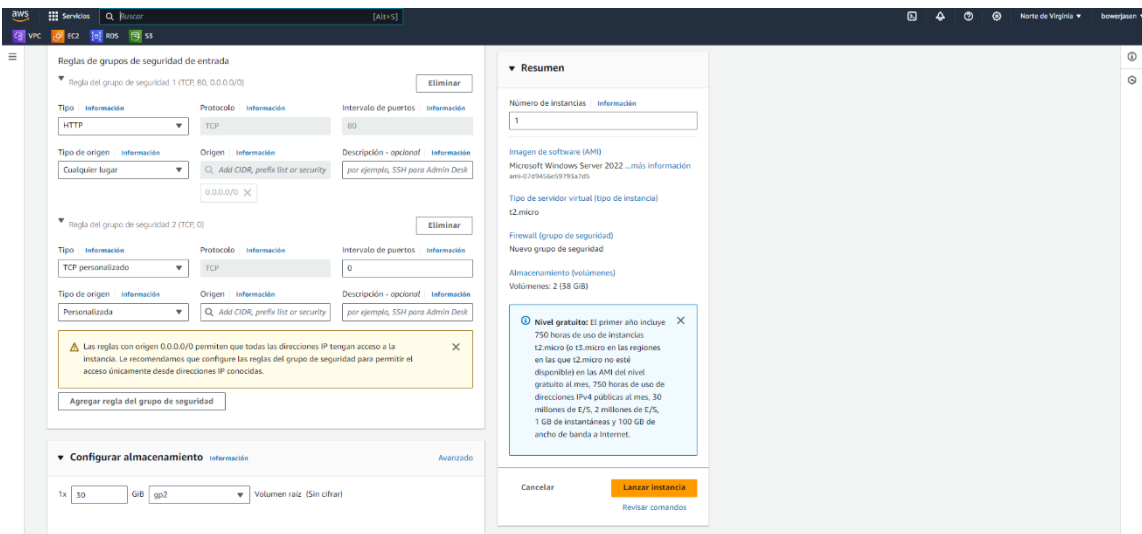 aws
Servicios
Buscar
[Alt+S]
Norte de Virginia
bowerjasen
VPC
EC2
RDS
S3
Reglas de grupos de seguridad de entrada
Regla del grupo de seguridad 1 (TCP, 80, 0.0.0.0/0)
Eliminar
Tipo Información
Protocolo Información
Intervalo de puertos Información
HTTP
TCP
80
Tipo de origen Información
Origen Información
Descripción - opcional Información
Cualquier lugar
Add CIDR, prefix list or security
por ejemplo, SSH para Admin Desk
0.0.0.0/0
Regla del grupo de seguridad 2 (TCP, 0)
Eliminar
Tipo Información
Protocolo Información
Intervalo de puertos Información
TCP personalizado
TCP
0
Tipo de origen Información
Origen Información
Descripción - opcional Información
Personalizada
Add CIDR, prefix list or security
por ejemplo, SSH para Admin Desk
Las reglas con origen 0.0.0.0/0 permiten que todas las direcciones IP tengan acceso a la
instancia. Le recomendamos que configure las reglas del grupo de seguridad para permitir el
acceso únicamente desde direcciones IP conocidas.
Agregar regla del grupo de seguridad
Configurar almacenamiento Información
Avanzado
1x
30
GiB
gp2
Volumen raíz (Sin cifrar)
Resumen
Número de instancias Información
1
Imagen de software (AMI)
Microsoft Windows Server 2022 ...más información
ami-07d9456e59793a7d5
Tipo de servidor virtual (tipo de instancia)
t2.micro
Firewall (grupo de seguridad)
Nuevo grupo de seguridad
Almacenamiento (volúmenes)
Volúmenes: 2 (38 GiB)
Nivel gratuito: El primer año incluye
750 horas de uso de instancias
t2.micro (o t3.micro en las regiones
en las que t2.micro no esté
disponible) en las AMI del nivel
gratuito al mes, 750 horas de uso de
direcciones IPv4 públicas al mes, 30
millones de E/S, 2 millones de E/S,
1 GB de instantáneas y 100 GB de
ancho de banda a Internet.
Cancelar
Lanzar instancia
Revisar comandos